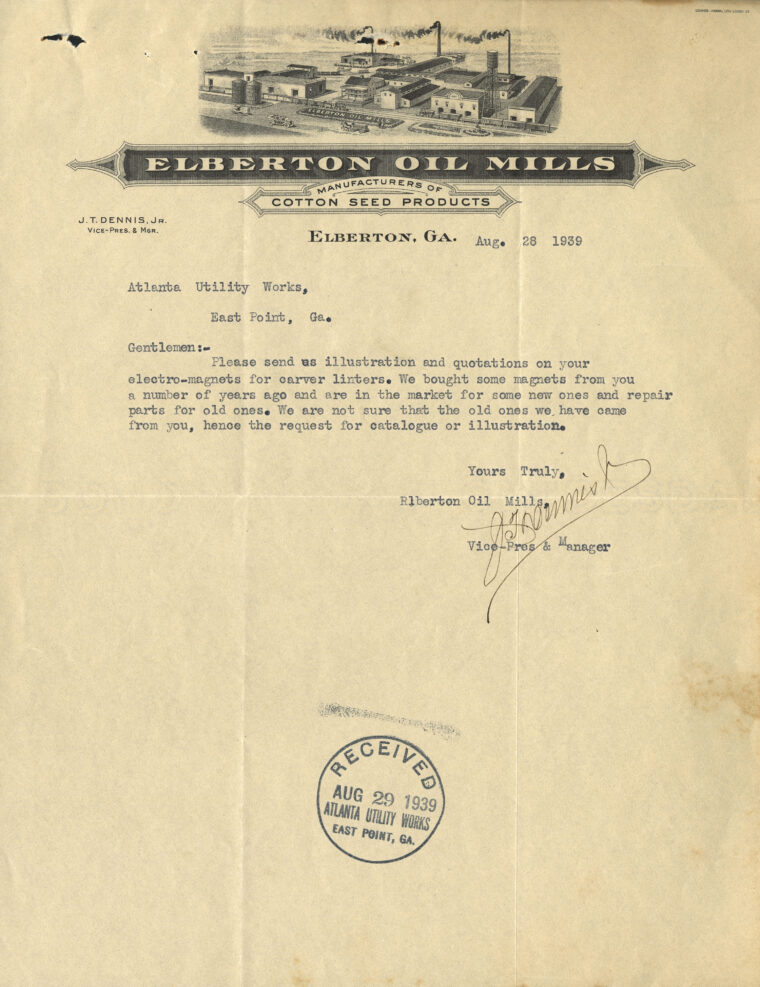 ELBERTON OIL MILLS
ELBERTON OIL MILLS
MANUFACTURERS OF
COTTON SEED PRODUCTS
J. T. DENNIS, JR.
VICE-PRES. & MGR.
ELBERTON, GA.
Aug. 28 1939
Atlanta Utility Works,
East Point, Ga.
Gentlemen:-
Please send us illustration and quotations on your
electro-magnets for carver linters. We bought some magnets from you
a number of years ago and are in the market for some new ones and repair
parts for old ones. We are not sure that the old ones we have came
from you, hence the request for catalogue or illustration.
Yours Truly,
Rlberton Oil Mills,
J T Dennis Jr
Vice-Pres & Manager
RECEIVED
AUG 29 1939
ATLANTA UTILITY WORKS
EAST POINT, GA.